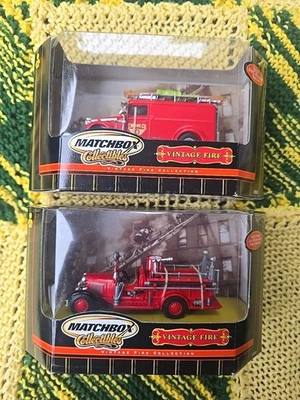 MATCHBOX
Collectibles
VINTAGE FIRE
VINTAGE FIRE COLLECTION
MATCHBOX
Collectibles
VINTAGE FIRE
VINTAGE FIRE COLLECTION